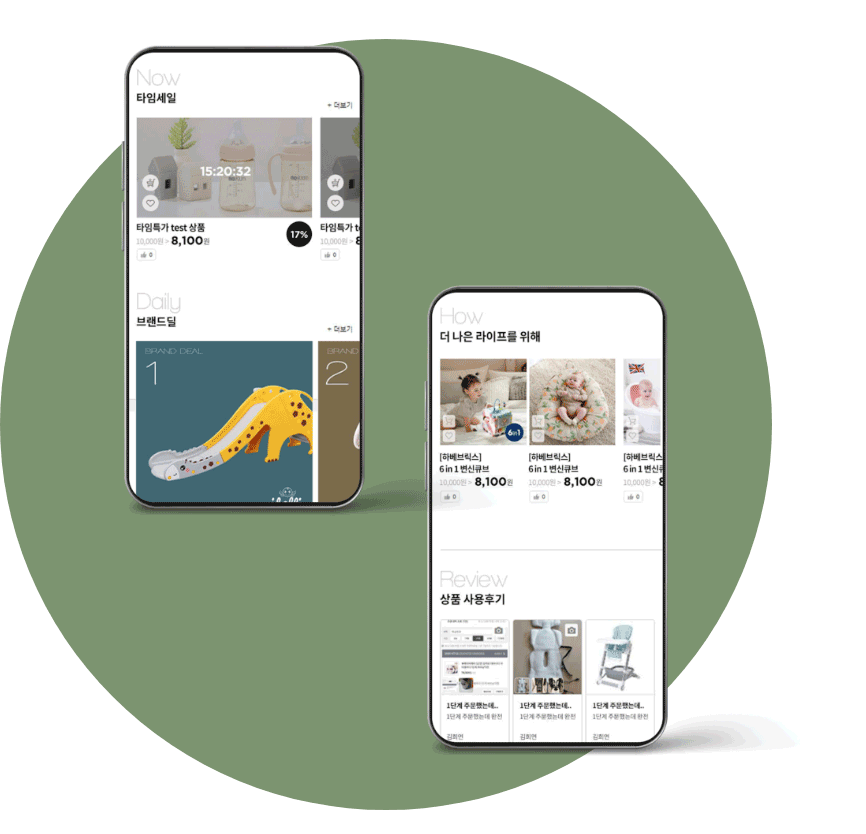 Now
타임세일
+ 더보기
15:20:32
타임특가 test 상품
17%
10,000원 > 8,100원
0
타임특가 te
10,000원 > 8
0
Daily
브랜드딜
+ 더보기
BRAND DEAL
1
BRAND
2
How
더 나은 라이프를 위해
6in1
[하베브릭스]
6 in 1 변신큐브
10,000원 > 8,100원
0
[하베브릭스]
6 in 1 변신큐브
10,000원 > 8,100원
0
[하베브릭스
6 in 1 변신
10,000원 > 8
0
Review
상품 사용후기
1단계 주문했는데..
1단계 주문했는데 완전
김희연
1단계 주문했는데..
1단계 주문했는데 완전
김희연
1단계 주문했는데..
1단계 주문했는데 완전
김희연